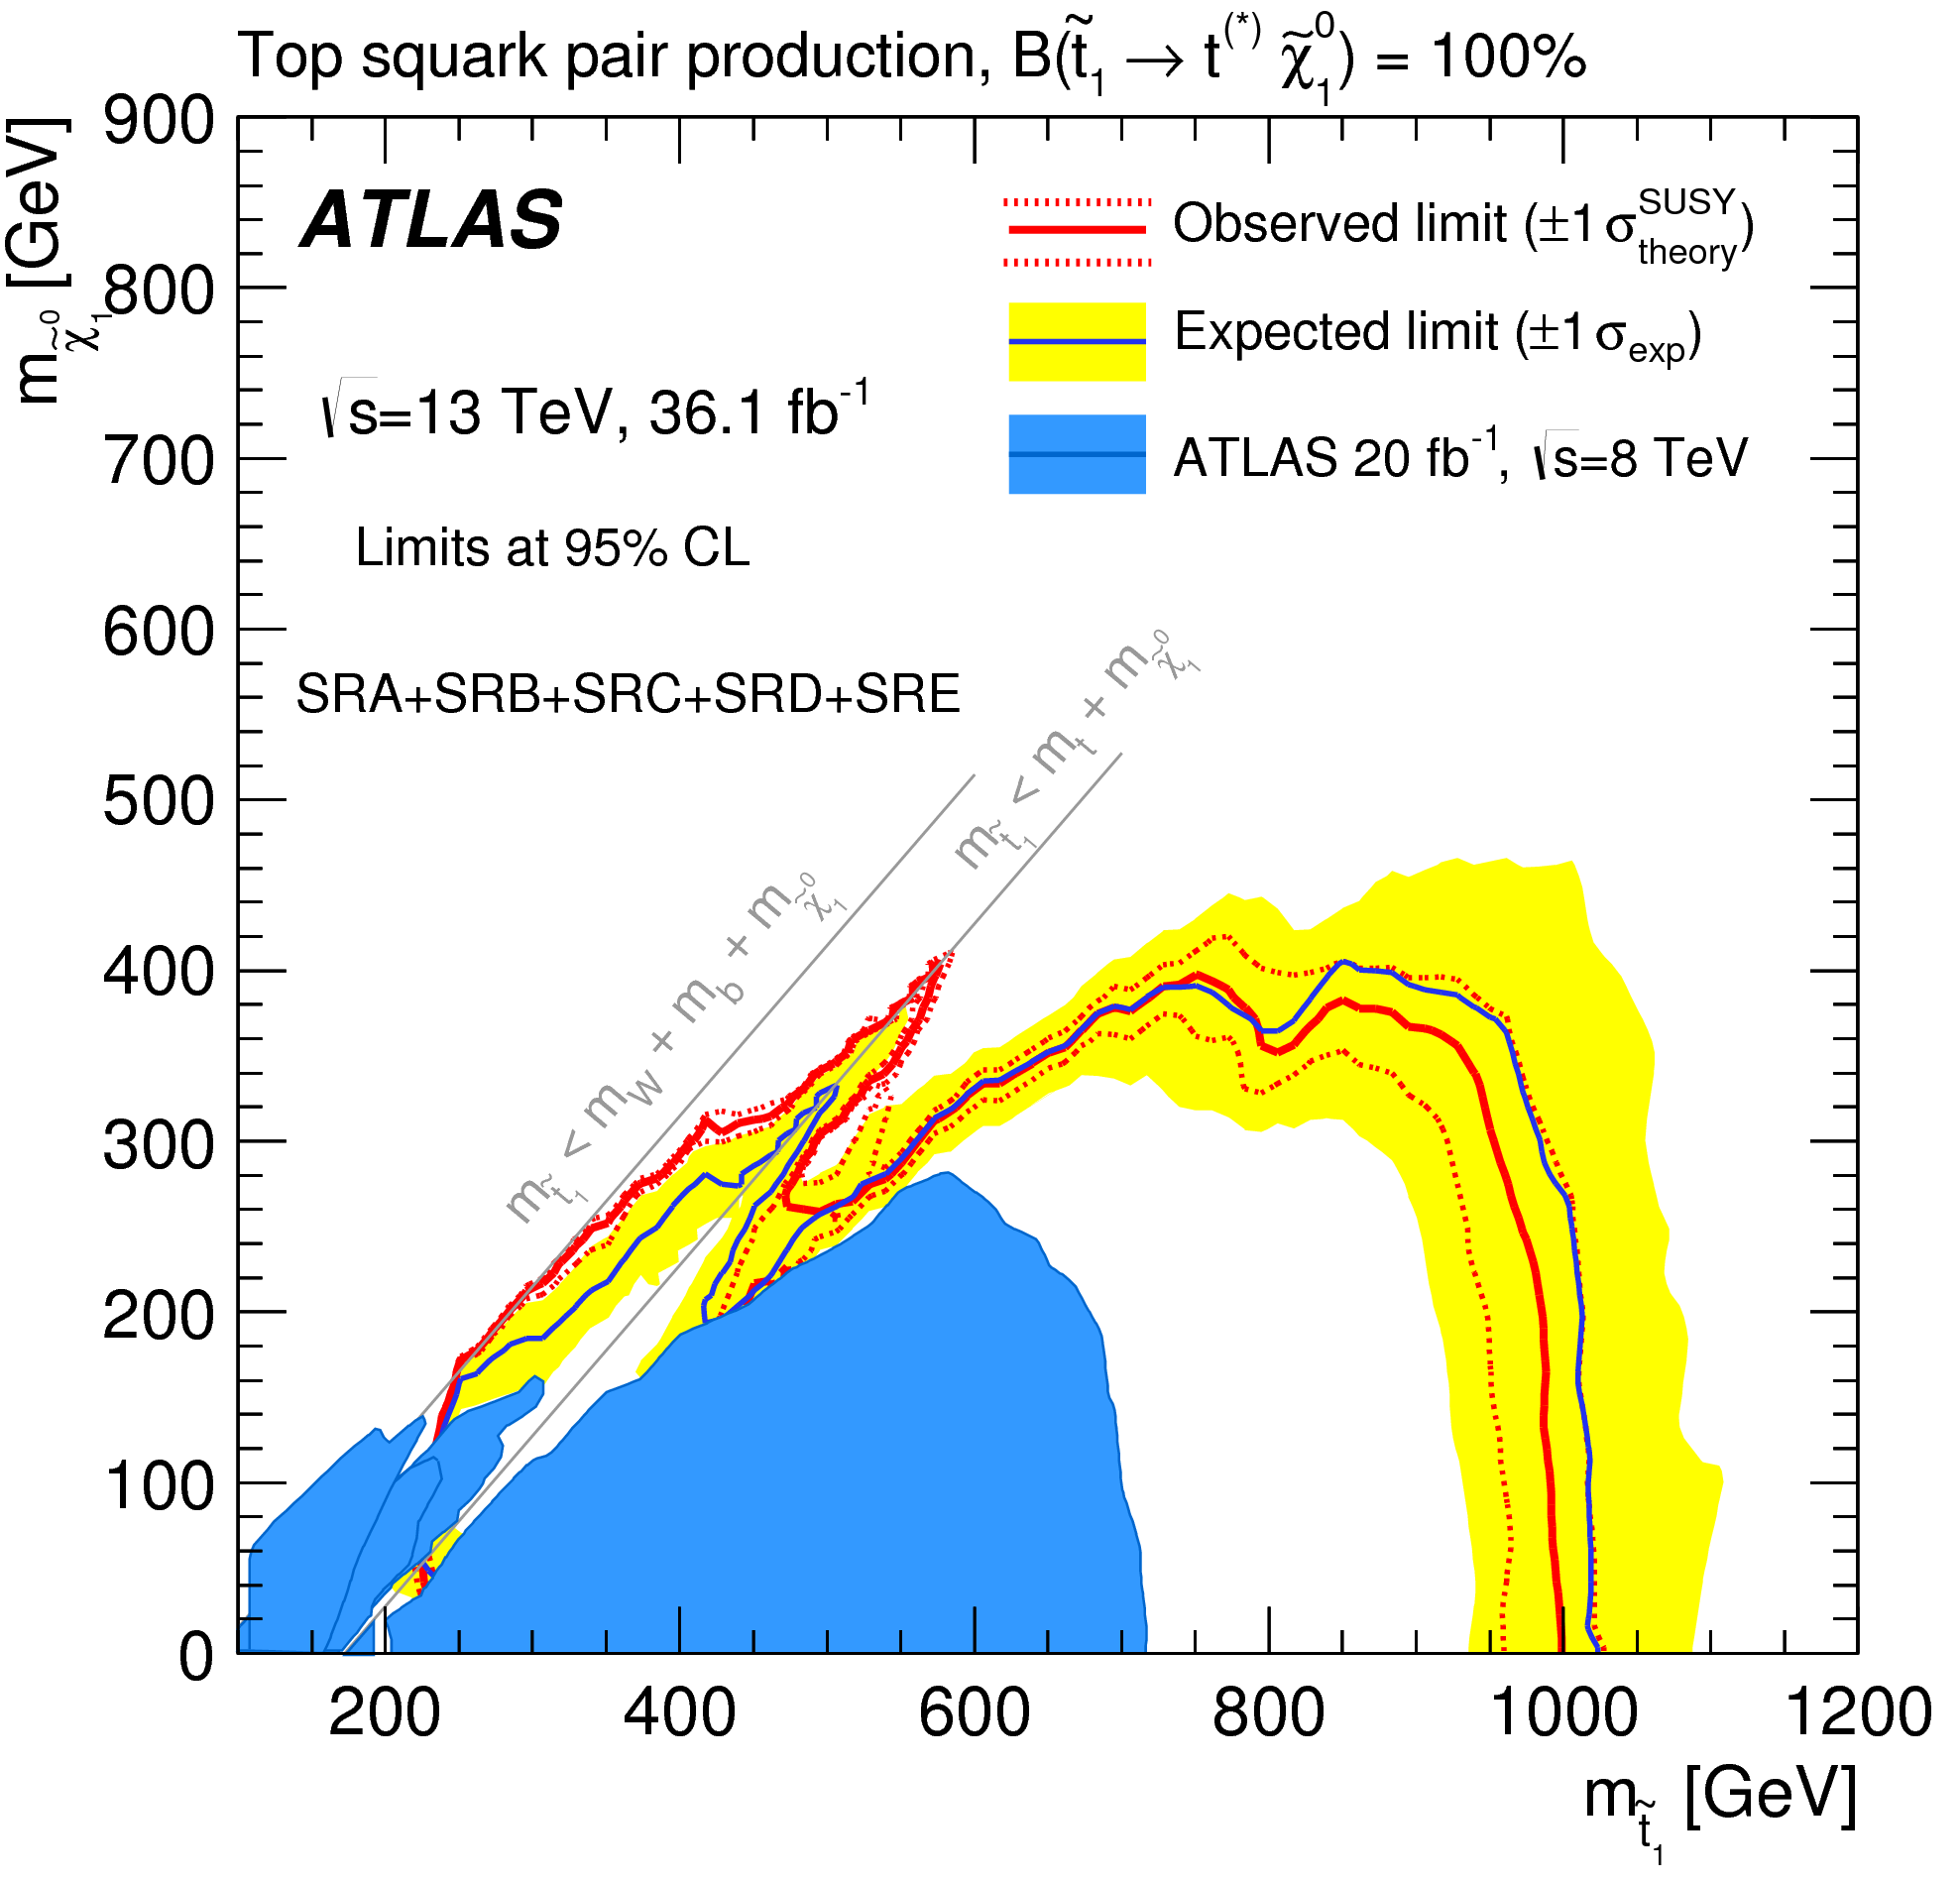 Top squark pair production, B(t̃₁ → t⁽*⁾ χ̃₁⁰) = 100%
m_χ̃₁⁰ [GeV]
900
800
700
600
500
400
300
200
100
0
ATLAS
√s=13 TeV, 36.1 fb⁻¹
Limits at 95% CL
SRA+SRB+SRC+SRD+SRE
Observed limit (±1 σ_theory^SUSY)
Expected limit (±1 σ_exp)
ATLAS 20 fb⁻¹, √s=8 TeV
m_t̃₁ < m_W + m_b + m_χ̃₁⁰
m_t̃₁ < m_t + m_χ̃₁⁰
200 400 600 800 1000 1200
m_t̃₁ [GeV]